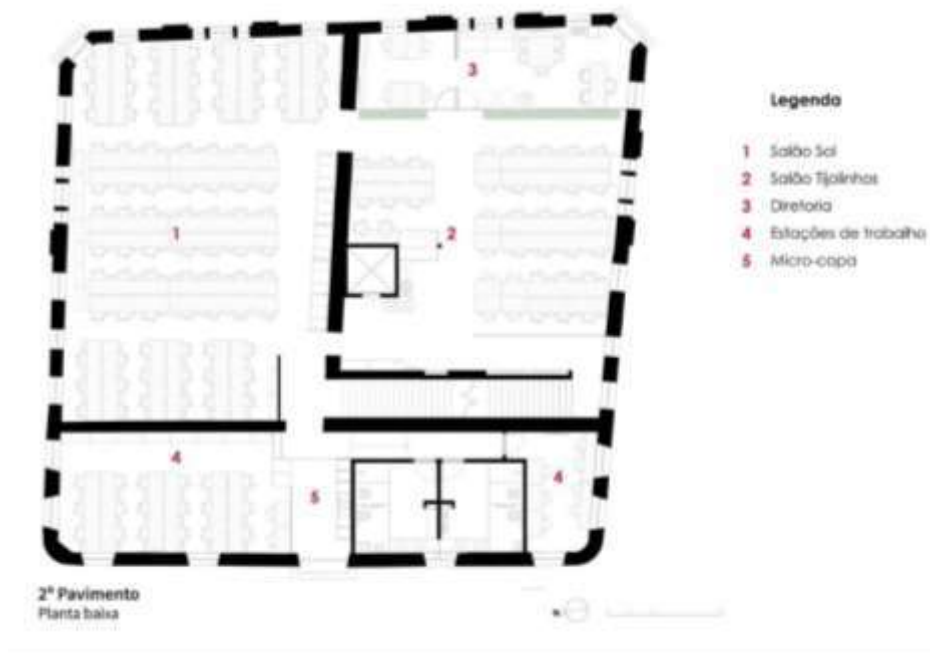 3
Legenda
1 Salão Sol
2 Salão Tijolinhos
3 Diretoria
4 Estações de trabalho
5 Micro-copa
1
2
4
4
5
2º Pavimento
Planta baixa